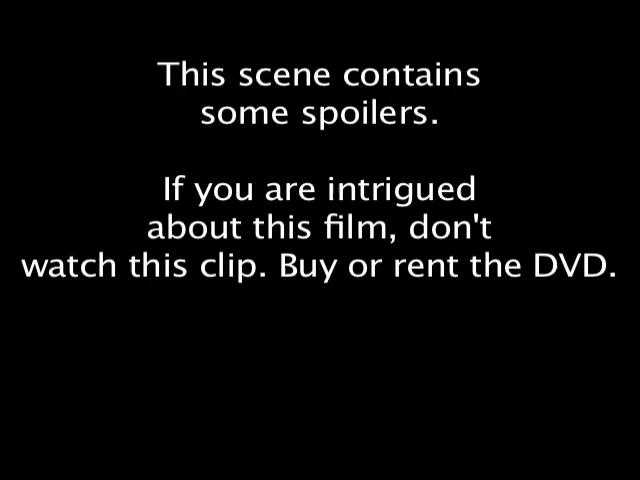 This scene contains
some spoilers.
If you are intrigued
about this film, don't
watch this clip. Buy or rent the DVD.